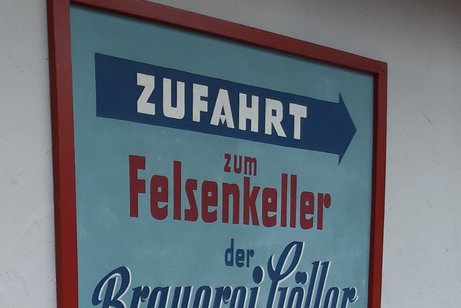 ZUFAHRT
zum
Felsenkeller
der
Brauerei Göller